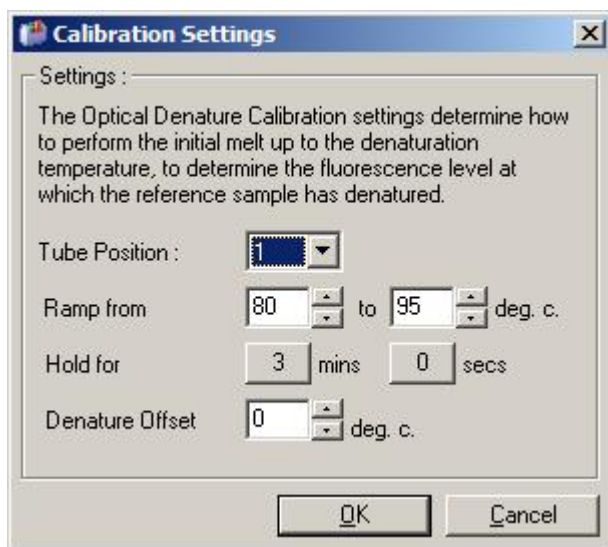 Calibration Settings
Settings :
The Optical Denature Calibration settings determine how
to perform the initial melt up to the denaturation
temperature, to determine the fluorescence level at
which the reference sample has denatured.
Tube Position : 1
Ramp from 80 to 95 deg. c.
Hold for 3 mins 0 secs
Denature Offset 0 deg. c.
OK Cancel